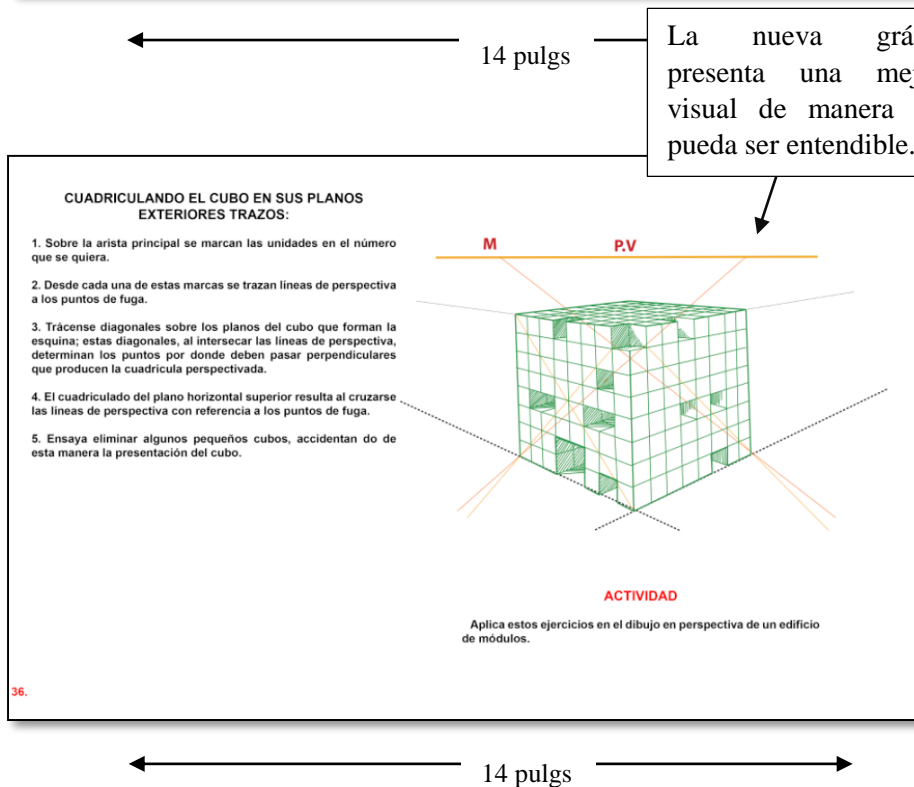 14 pulgs
La nueva grá
presenta una mej
visual de manera
pueda ser entendible.
CUADRICULANDO EL CUBO EN SUS PLANOS
EXTERIORES TRAZOS:
1. Sobre la arista principal se marcan las unidades en el número
que se quiera.
2. Desde cada una de estas marcas se trazan lineas de perspectiva
a los puntos de fuga.
3. Trácense diagonales sobre los planos del cubo que forman la
esquina; estas diagonales, al intersecar las lineas de perspectiva,
determinan los puntos por donde deben pasar perpendiculares
que producen la cuadricula perspectivada.
4. El cuadriculado del plano horizontal superior resulta al cruzarse
las lineas de perspectiva con referencia a los puntos de fuga.
5. Ensaya eliminar algunos pequeños cubos, accidentan do de
esta manera la presentación del cubo.
M P.V
ACTIVIDAD
Aplica estos ejercicios en el dibujo en perspectiva de un edificio
de módulos.
36.
14 pulgs